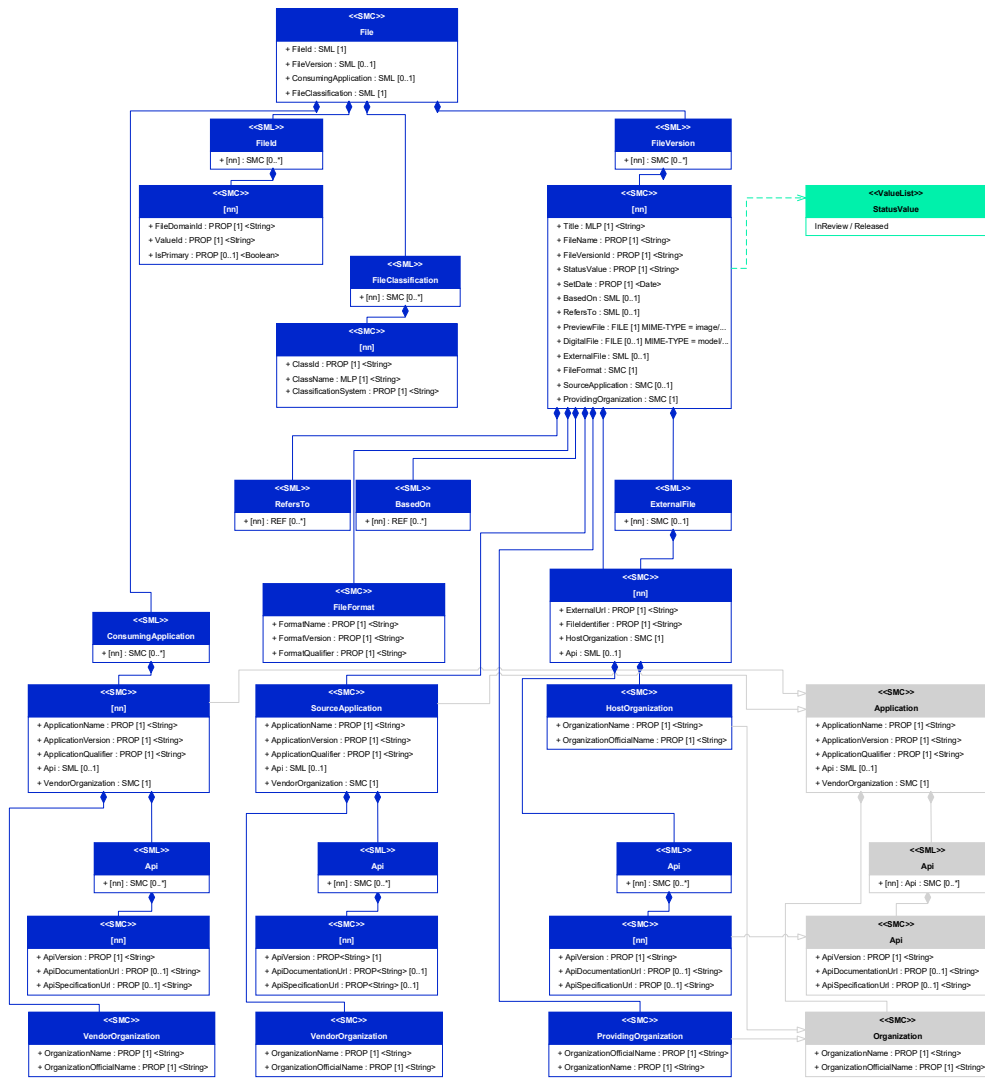 <<SMC>>
File
+ FileId : SML [1]
+ FileVersion : SML [0..1]
+ ConsumingApplication : SML [0..1]
+ FileClassification : SML [1]
<<SML>>
FileId
+ [nn] : SMC [0..*]
<<SML>>
FileVersion
+ [nn] : SMC [0..*]
<<SMC>>
[nn]
+ FileDomainId : PROP [1] <String>
+ ValueId : PROP [1] <String>
+ IsPrimary : PROP [0..1] <Boolean>
<<SMC>>
[nn]
+ Title : MLP [1] <String>
+ FileName : PROP [1] <String>
+ FileVersionId : PROP [1] <String>
+ StatusValue : PROP [1] <String>
+ SetDate : PROP [1] <Date>
+ BasedOn : SML [0..1]
+ RefersTo : SML [0..1]
+ PreviewFile : FILE [1] MIME-TYPE = image/...
+ DigitalFile : FILE [0..1] MIME-TYPE = model/...
+ ExternalFile : SML [0..1]
+ FileFormat : SMC [1]
+ SourceApplication : SMC [0..1]
+ ProvidingOrganization : SMC [1]
<<ValueList>>
StatusValue
InReview / Released
<<SML>>
FileClassification
+ [nn] : SMC [0..*]
<<SMC>>
[nn]
+ ClassId : PROP [1] <String>
+ ClassName : MLP [1] <String>
+ ClassificationSystem : PROP [1] <String>
<<SML>>
RefersTo
+ [nn] : REF [0..*]
<<SML>>
BasedOn
+ [nn] : REF [0..*]
<<SML>>
ExternalFile
+ [nn] : SMC [0..1]
<<SMC>>
FileFormat
+ FormatName : PROP [1] <String>
+ FormatVersion : PROP [1] <String>
+ FormatQualifier : PROP [1] <String>
<<SMC>>
[nn]
+ ExternalUrl : PROP [1] <String>
+ FileIdentifier : PROP [1] <String>
+ HostOrganization : SMC [1]
+ Api : SML [0..1]
<<SML>>
ConsumingApplication
+ [nn] : SMC [0..*]
<<SMC>>
[nn]
+ ApplicationName : PROP [1] <String>
+ ApplicationVersion : PROP [1] <String>
+ ApplicationQualifier : PROP [1] <String>
+ Api : SML [0..1]
+ VendorOrganization : SMC [1]
<<SMC>>
SourceApplication
+ ApplicationName : PROP [1] <String>
+ ApplicationVersion : PROP [1] <String>
+ ApplicationQualifier : PROP [1] <String>
+ Api : SML [0..1]
+ VendorOrganization : SMC [1]
<<SMC>>
HostOrganization
+ OrganizationName : PROP [1] <String>
+ OrganizationOfficialName : PROP [1] <String>
<<SMC>>
Application
+ ApplicationName : PROP [1] <String>
+ ApplicationVersion : PROP [1] <String>
+ ApplicationQualifier : PROP [1] <String>
+ Api : SML [0..1]
+ VendorOrganization : SMC [1]
<<SML>>
Api
+ [nn] : SMC [0..*]
<<SML>>
Api
+ [nn] : SMC [0..*]
<<SML>>
Api
+ [nn] : SMC [0..*]
<<SML>>
Api
+ [nn] : Api : SMC [0..*]
<<SMC>>
[nn]
+ ApiVersion : PROP [1] <String>
+ ApiDocumentationUrl : PROP [0..1] <String>
+ ApiSpecificationUrl : PROP [0..1] <String>
<<SMC>>
[nn]
+ ApiVersion : PROP<String> [1]
+ ApiDocumentationUrl : PROP<String> [0..1]
+ ApiSpecificationUrl : PROP<String> [0..1]
<<SMC>>
[nn]
+ ApiVersion : PROP [1] <String>
+ ApiDocumentationUrl : PROP [0..1] <String>
+ ApiSpecificationUrl : PROP [0..1] <String>
<<SMC>>
Api
+ ApiVersion : PROP [1] <String>
+ ApiDocumentationUrl : PROP [0..1] <String>
+ ApiSpecificationUrl : PROP [0..1] <String>
<<SMC>>
VendorOrganization
+ OrganizationName : PROP [1] <String>
+ OrganizationOfficialName : PROP [1] <String>
<<SMC>>
VendorOrganization
+ OrganizationName : PROP [1] <String>
+ OrganizationOfficialName : PROP [1] <String>
<<SMC>>
ProvidingOrganization
+ OrganizationOfficialName : PROP [1] <String>
+ OrganizationName : PROP [1] <String>
<<SMC>>
Organization
+ OrganizationName : PROP [1] <String>
+ OrganizationOfficialName : PROP [1] <String>